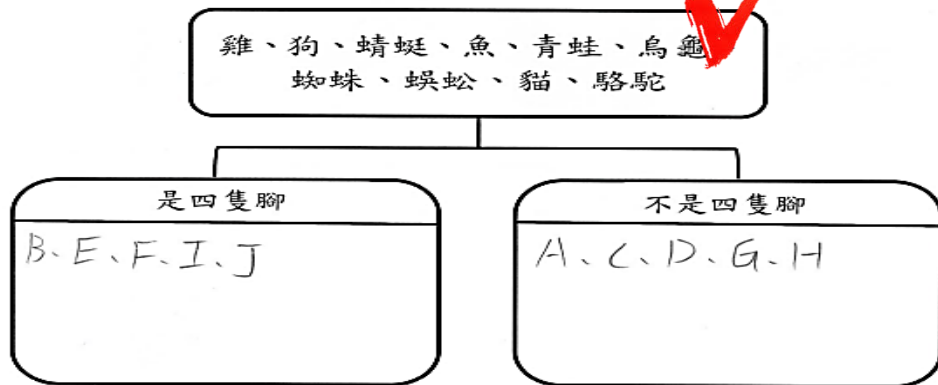 雞、狗、蜻蜓、魚、青蛙、烏龜
蜘蛛、蜈蚣、貓、駱駝
是四隻腳
不是四隻腳
B、E、F、I、J
A、C、D、G、H